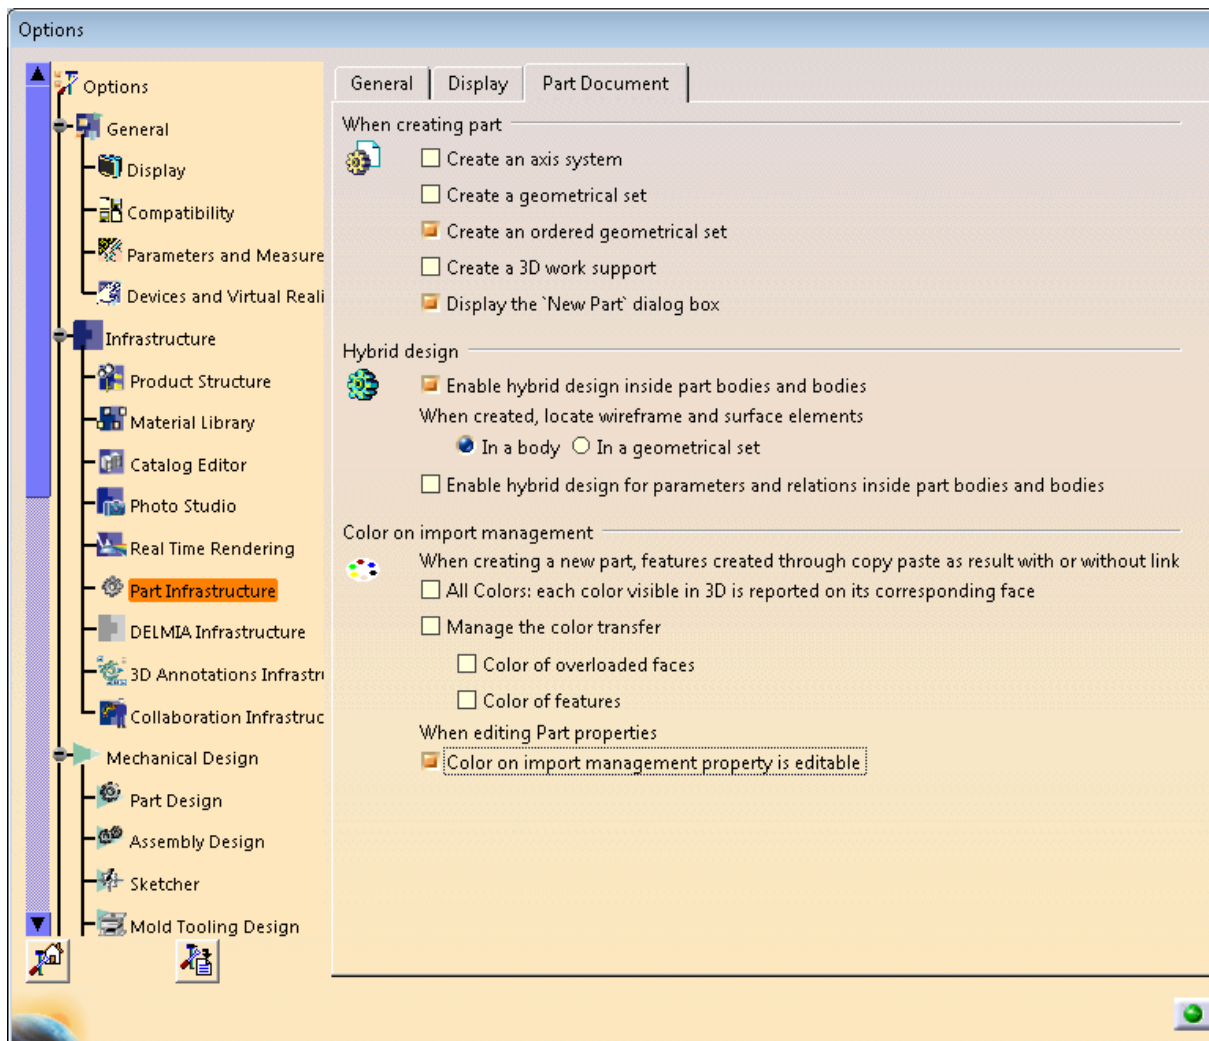 Options
Options
General
Display
Compatibility
Parameters and Measure
Devices and Virtual Reali
Infrastructure
Product Structure
Material Library
Catalog Editor
Photo Studio
Real Time Rendering
Part Infrastructure
DELMIA Infrastructure
3D Annotations Infrastru
Collaboration Infrastruc
Mechanical Design
Part Design
Assembly Design
Sketcher
Mold Tooling Design
General Display Part Document
When creating part
Create an axis system
Create a geometrical set
Create an ordered geometrical set
Create a 3D work support
Display the `New Part` dialog box
Hybrid design
Enable hybrid design inside part bodies and bodies
When created, locate wireframe and surface elements
In a body In a geometrical set
Enable hybrid design for parameters and relations inside part bodies and bodies
Color on import management
When creating a new part, features created through copy paste as result with or without link
All Colors: each color visible in 3D is reported on its corresponding face
Manage the color transfer
Color of overloaded faces
Color of features
When editing Part properties
Color on import management property is editable